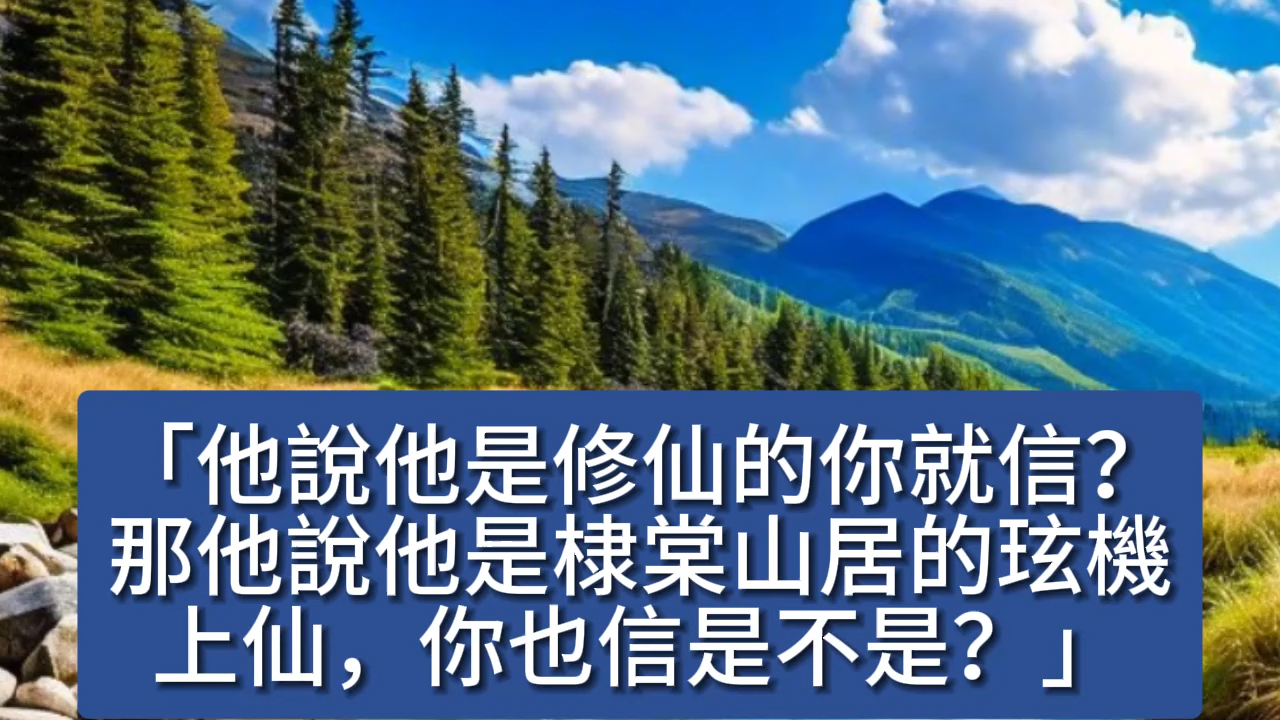 「他說他是修仙的你就信？
那他說他是棣棠山居的玹機
上仙，你也信是不是？」